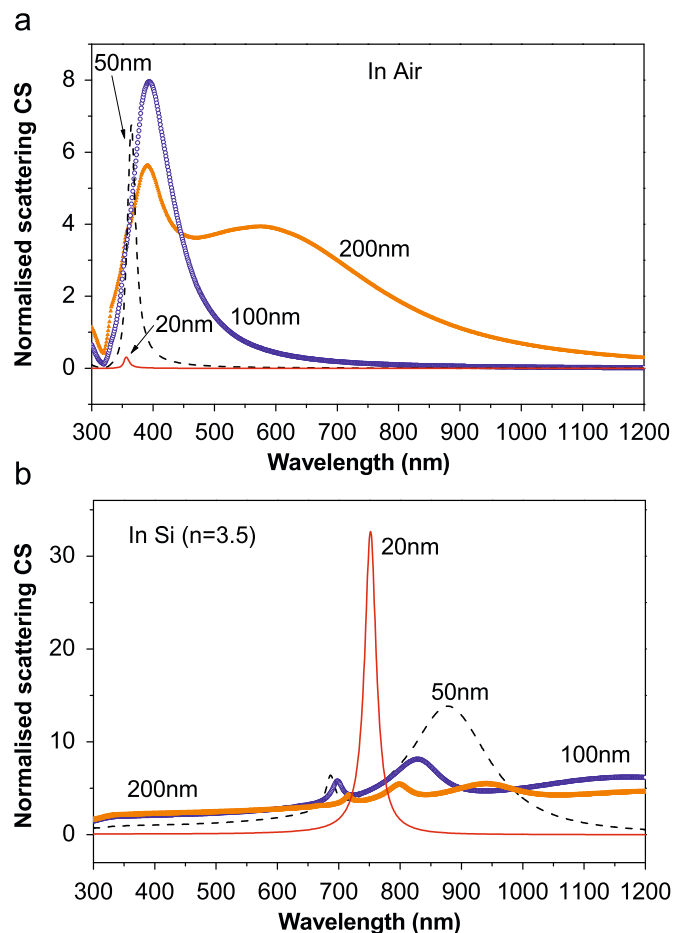 a
50nm
In Air
8
6
4
2
0
Normalised scattering CS
200nm
20nm
100nm
300 400 500 600 700 800 900 1000 1100 1200
Wavelength (nm)
b
In Si (n=3.5)
20nm
30
20
10
0
Normalised scattering CS
50nm
100nm
200nm
300 400 500 600 700 800 900 1000 1100 1200
Wavelength (nm)